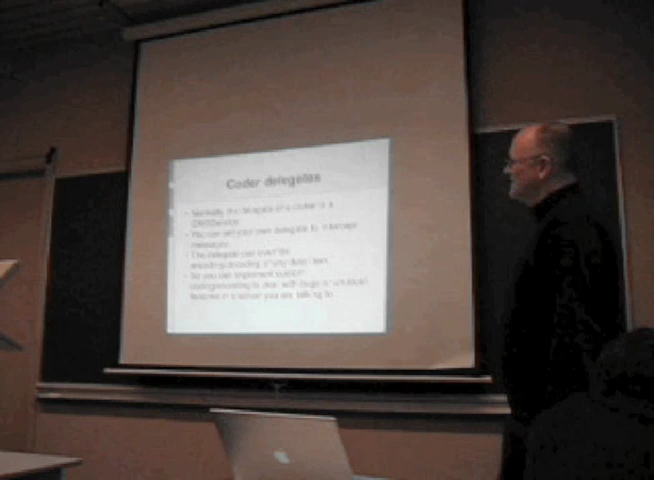 Coder delegates
Normally, the delegate of a coder is a
You can set your own delegate to intercept
messages
The delegate can override
encoding/decoding of any data item
So you can implement custom
coding/encoding to deal with bugs or unusual
features in a server you are talking to